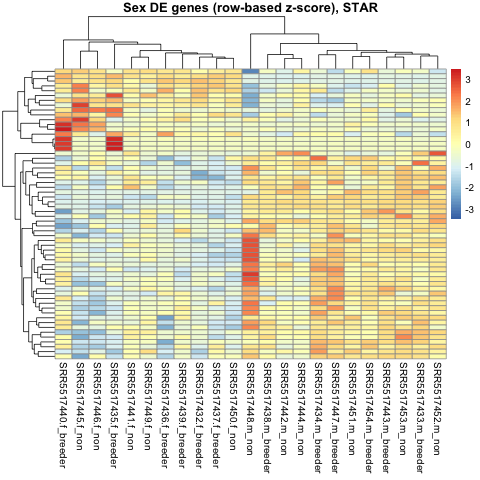 Sex DE genes (row-based z-score), STAR
3
2
1
0
-1
-2
-3
SRR5517440.f_breeder
SRR5517445.f_non
SRR5517446.f_non
SRR5517435.f_breeder
SRR5517441.f_non
SRR5517449.f_non
SRR5517436.f_breeder
SRR5517439.f_breeder
SRR5517432.f_breeder
SRR5517437.f_breeder
SRR5517450.f_non
SRR5517448.m_non
SRR5517438.m_breeder
SRR5517442.m_non
SRR5517444.m_non
SRR5517434.m_breeder
SRR5517447.m_non
SRR5517451.m_non
SRR5517454.m_breeder
SRR5517443.m_breeder
SRR5517453.m_non
SRR5517433.m_breeder
SRR5517452.m_non